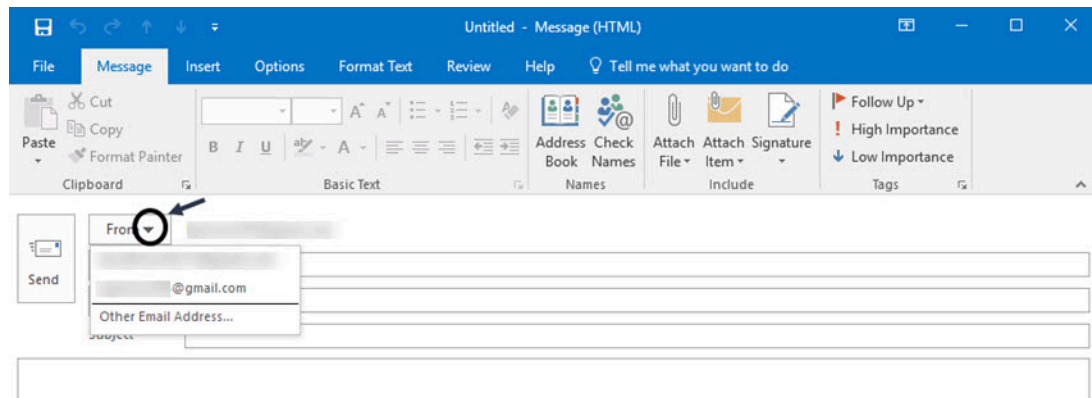 Untitled - Message (HTML)
File Message Insert Options Format Text Review Help Tell me what you want to do
Cut
Copy
Format Painter
Paste
B I U ab A
Address Book
Check Names
Attach File
Attach Item
Signature
Follow Up
High Importance
Low Importance
Clipboard Basic Text Names Include Tags
Send
@gmail.com
Other Email Address...
Subject